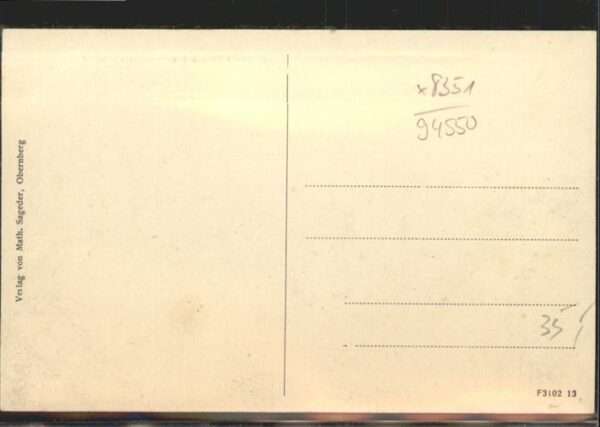 Verlag von Math. Sageder, Obernberg
x8351
94550
35
F3102 13